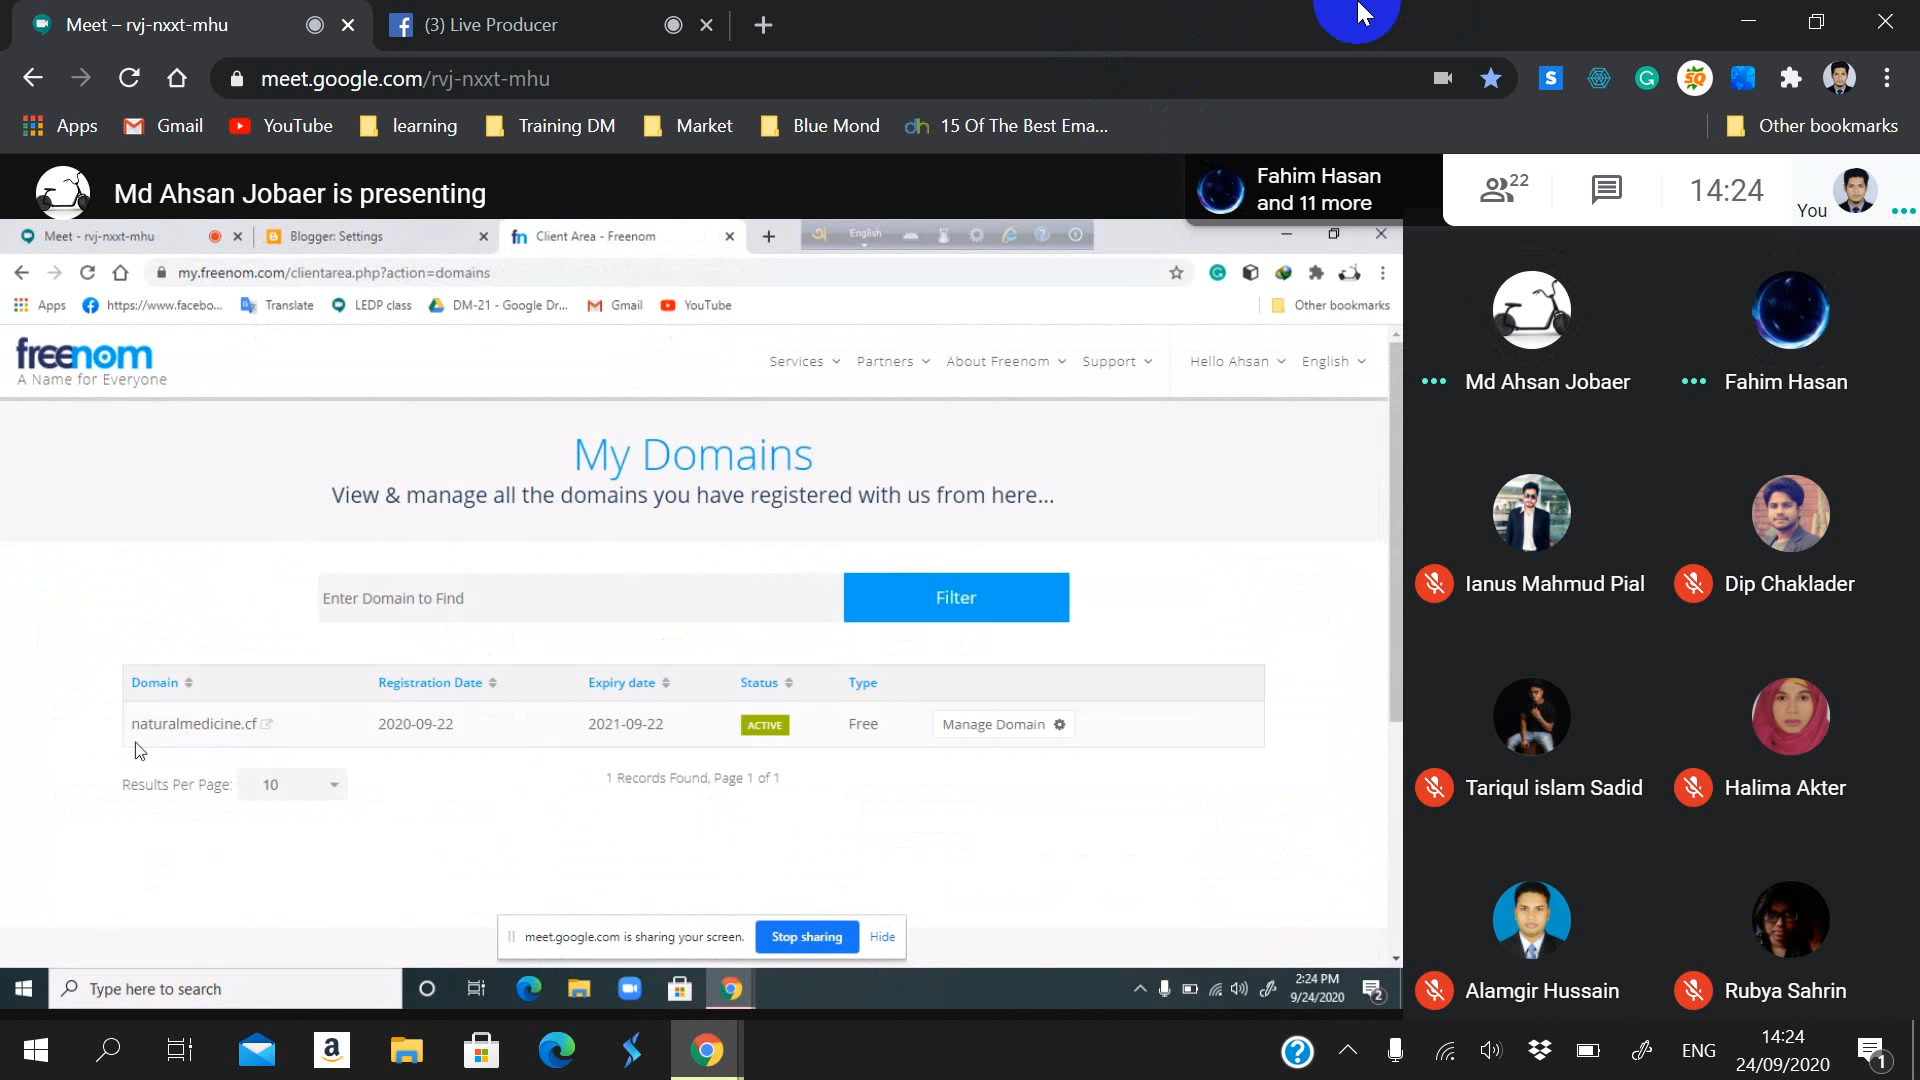 Meet – rvj-nxxt-mhu
(3) Live Producer
meet.google.com/rvj-nxxt-mhu
Apps
Gmail
YouTube
learning
Training DM
Market
Blue Mond
15 Of The Best Ema...
Other bookmarks
Md Ahsan Jobaer is presenting
Fahim Hasan
and 11 more
22
14:24
You
Meet - rvj-nxxt-mhu
Blogger: Settings
Client Area - Freenom
English
my.freenom.com/clientarea.php?action=domains
Apps
https://www.facebo...
Translate
LEDP class
DM-21 - Google Dr...
Gmail
YouTube
Other bookmarks
freenom
A Name for Everyone
Services
Partners
About Freenom
Support
Hello Ahsan
English
My Domains
View & manage all the domains you have registered with us from here...
Enter Domain to Find
Filter
Domain
Registration Date
Expiry date
Status
Type
naturalmedicine.cf
2020-09-22
2021-09-22
ACTIVE
Free
Manage Domain
Results Per Page:
10
1 Records Found, Page 1 of 1
meet.google.com is sharing your screen.
Stop sharing
Hide
Type here to search
2:24 PM
9/24/2020
2
Md Ahsan Jobaer
Fahim Hasan
Ianus Mahmud Pial
Dip Chaklader
Tariqul islam Sadid
Halima Akter
Alamgir Hussain
Rubya Sahrin
ENG
14:24
24/09/2020
1